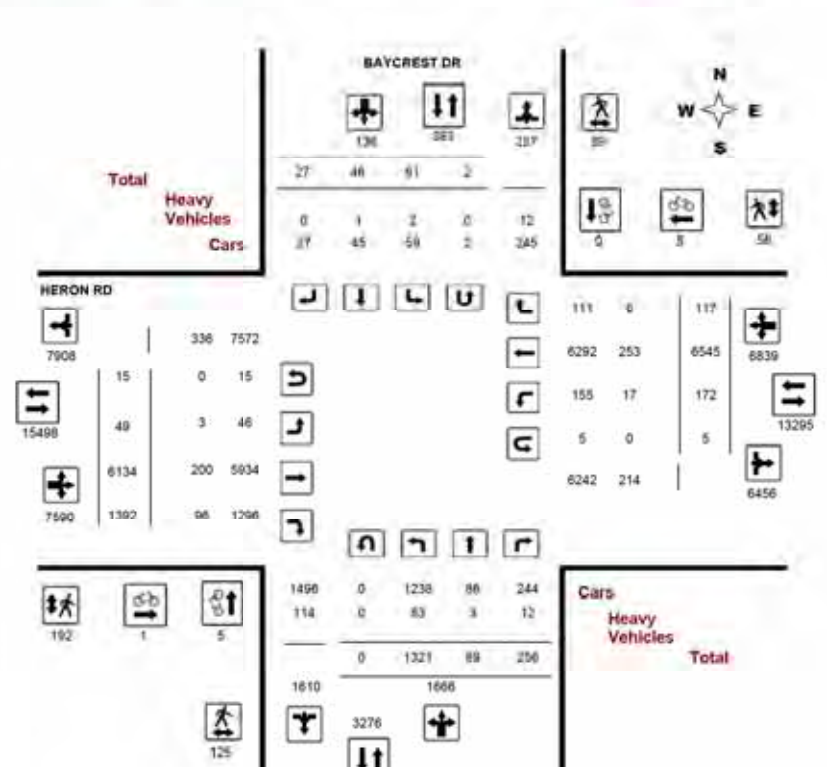 BAYCREST DR
N
W E
S
136 393 257
27 46 61 2
Total
Heavy
Vehicles
Cars
0 1 2 0 12
27 45 59 2 245
0 5 56
HERON RD
7908
336 7572
15 0 15
15498
49 3 46
6134 200 5934
7590
1392 96 1296
111 6 117
6839
6292 253 6545
155 17 172
13295
5 0 5
6242 214
6456
192 1 5
1496 0 1238 86 244
114 0 83 3 12
0 1321 89 256
1610 1666
3276
125
Cars
Heavy
Vehicles
Total